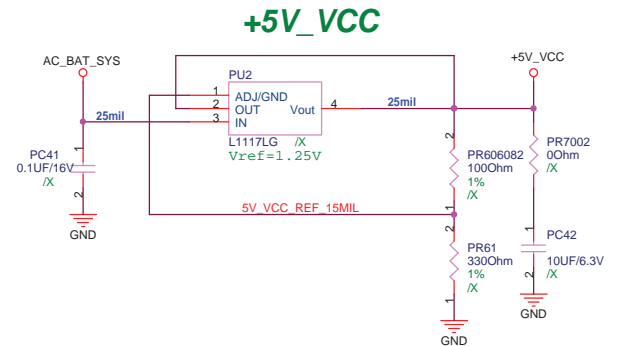 +5V_VCC
AC_BAT_SYS
+5V_VCC
PU2
1
ADJ/GND
2
OUT
Vout
4
3
IN
25mil
25mil
L1117LG
/X
Vref=1.25V
PC41
0.1UF/16V
/X
1
2
GND
2
PR606082
100Ohm
1%
/X
1
PR7002
0Ohm
/X
5V_VCC_REF_15MIL
2
PR61
330Ohm
1%
/X
1
GND
1
PC42
10UF/6.3V
2
/X
GND